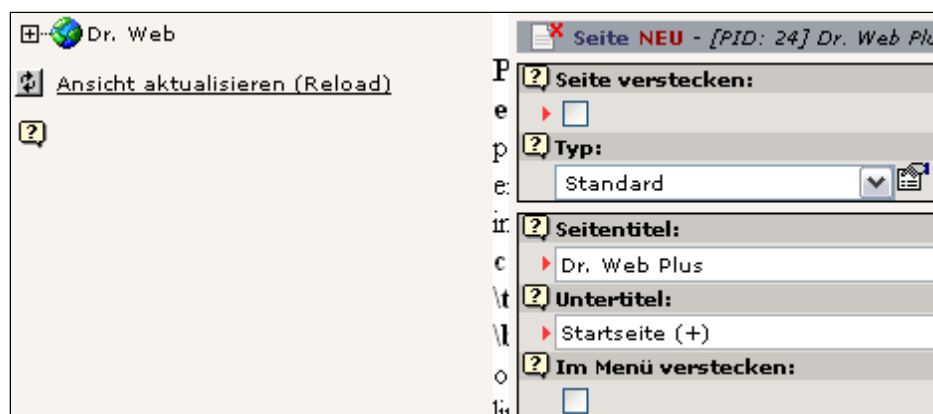 Dr. Web
Ansicht aktualisieren (Reload)
Seite NEU - [PID: 24] Dr. Web Plu
Seite verstecken:
Typ:
Standard
Seitentitel:
Dr. Web Plus
Untertitel:
Startseite (+)
Im Menü verstecken: